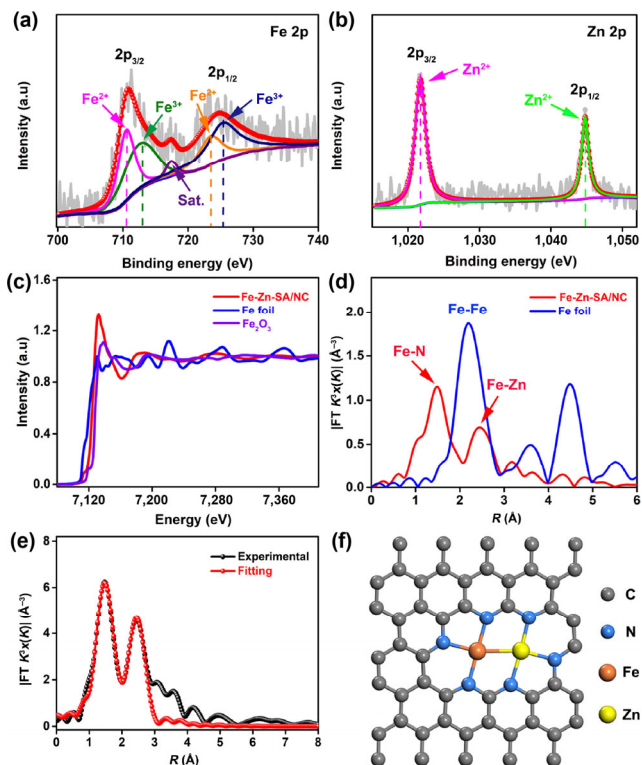 (a)
Fe 2p
2p3/2
2p1/2
Fe2+
Fe3+
Fe2+
Fe3+
Sat.
Intensity (a.u)
700 710 720 730 740
Binding energy (eV)
(b)
Zn 2p
2p3/2
Zn2+
Zn2+
2p1/2
Intensity (a.u)
1,020 1,030 1,040 1,050
Binding energy (eV)
(c)
Fe-Zn-SA/NC
Fe foil
Fe2O3
Intensity (a.u)
1.6
1.2
0.8
0.4
0.0
7,120 7,200 7,280 7,360
Energy (eV)
(d)
Fe-Zn-SA/NC
Fe foil
Fe-Fe
Fe-N
Fe-Zn
|FT K3x(K)| (Å−3)
2.0
1.5
1.0
0.5
0.0
0 1 2 3 4 5 6
R (Å)
(e)
Experimental
Fitting
|FT K3x(K)| (Å−3)
8
6
4
2
0
0 1 2 3 4 5 6 7 8
R (Å)
(f)
C
N
Fe
Zn